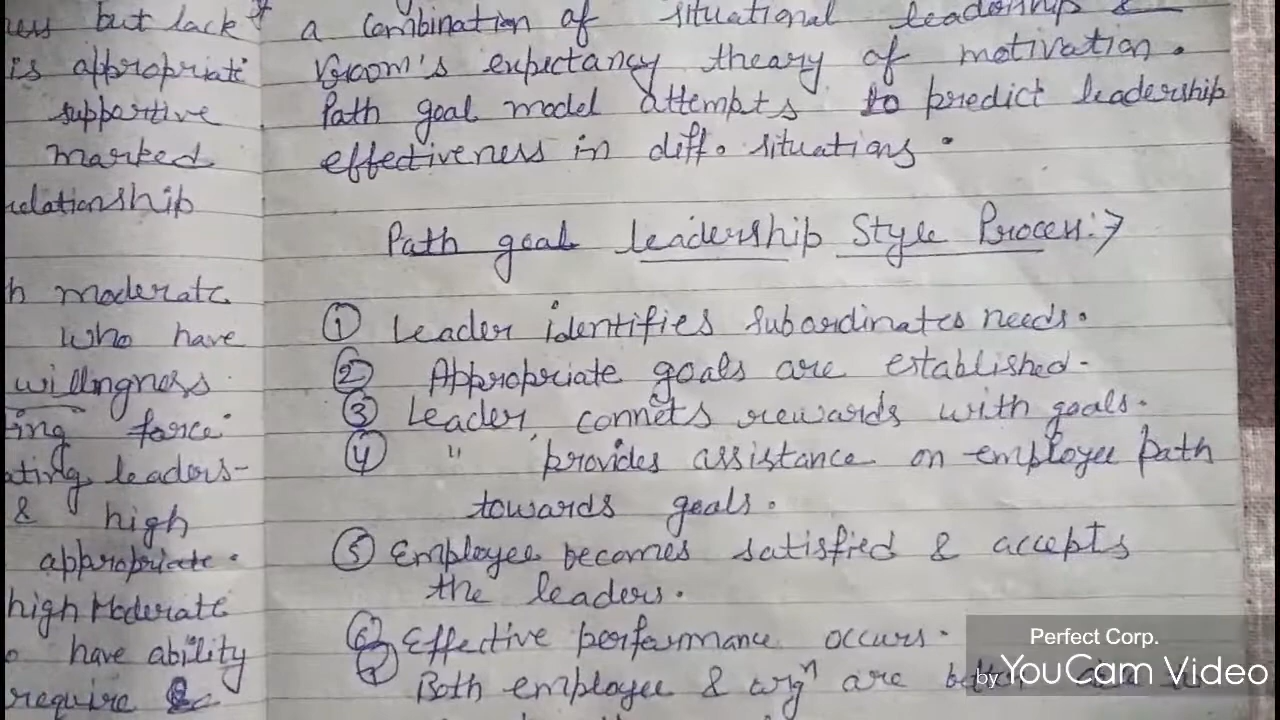 ness but lack
is appropriate
supportive
marked
relationship
h moderate
who have
willingness
ing force
ating leaders-
& high
appropriate.
high Moderate
o have ability
require &
a combination of situational leadership &
Vroom's expectancy theory of motivation.
Path goal model attempts to predict leadership
effectiveness in diff. situations.
Path goal leadership Style Process:→
① Leader identifies subordinates needs.
② Appropriate goals are established.
③ Leader connets rewards with goals.
④ " provides assistance on employee path
towards goals.
⑤ Employee becomes satisfied & accepts
the leaders.
⑥ Effective performance occurs.
⑦ Both employee & orgⁿ are better
Perfect Corp.
by YouCam Video